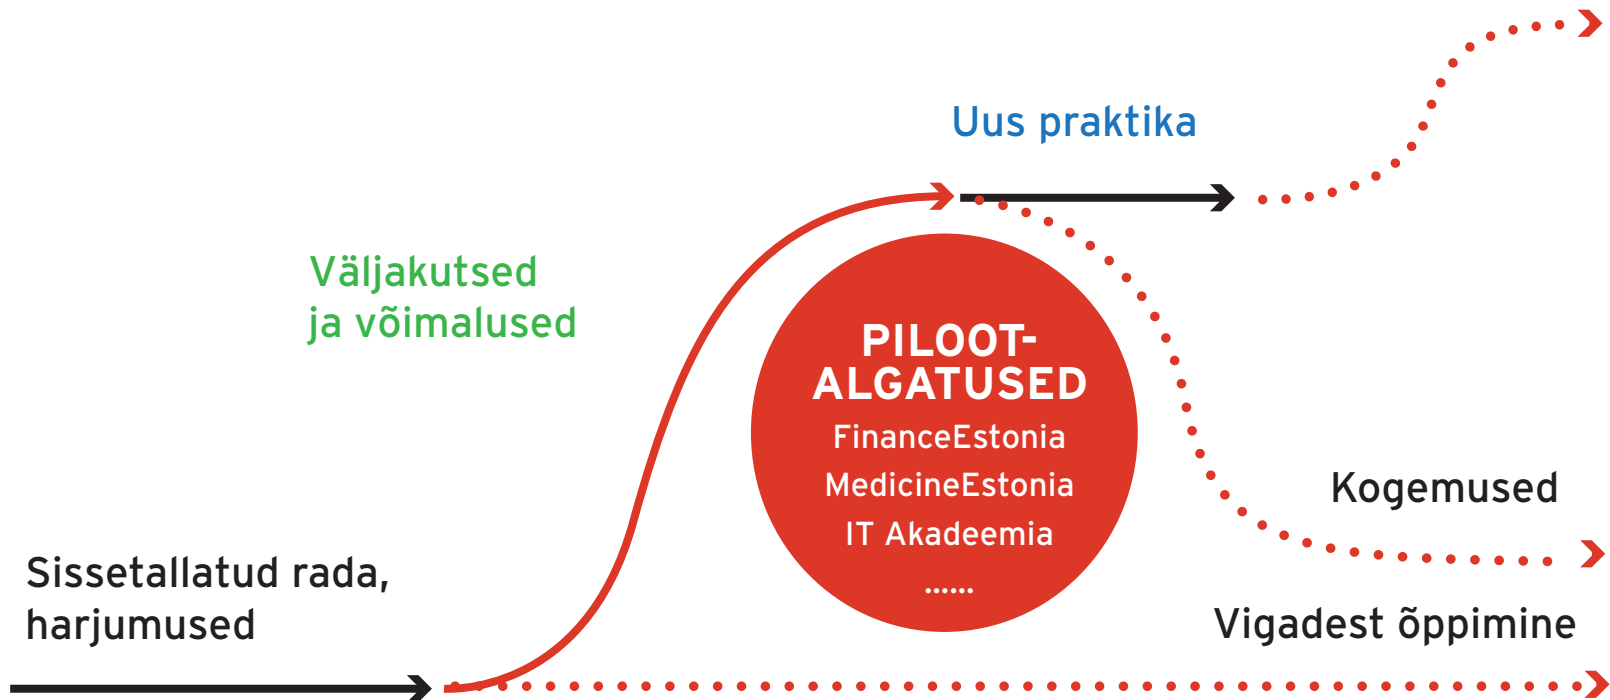 Uus praktika
Väljakutsed
ja võimalused
PILOOT-
ALGATUSED
FinanceEstonia
MedicineEstonia
IT Akadeemia
......
Kogemused
Sissetallatud rada,
harjumused
Vigadest õppimine